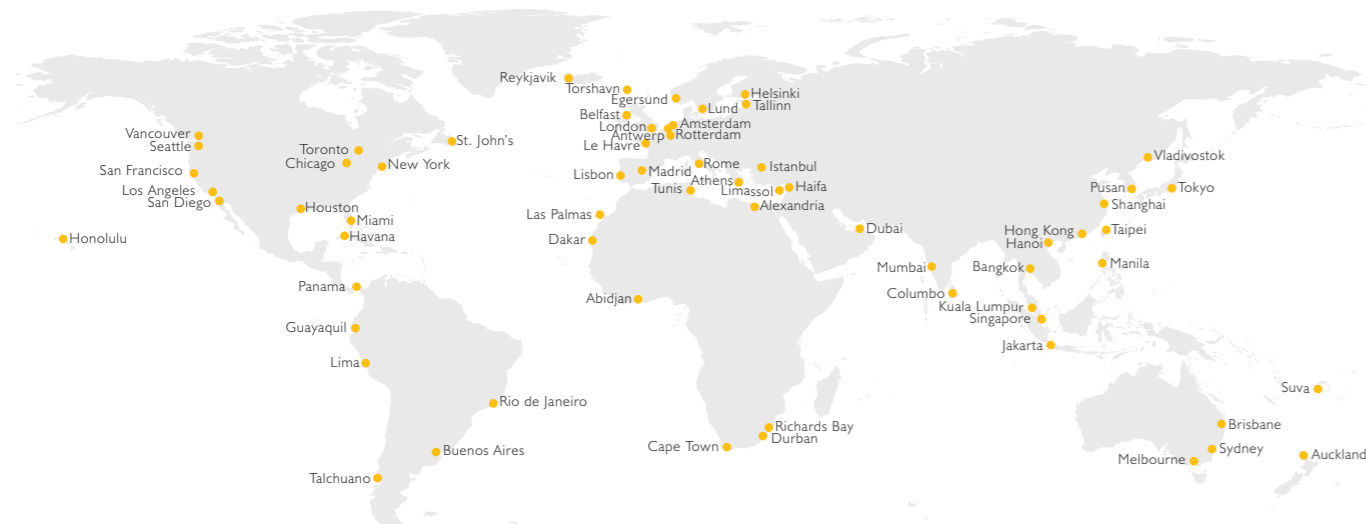 Reykjavik
Torshavn
Egersund
Helsinki
Tallinn
Lund
Belfast
Amsterdam
London
Antwerp
Rotterdam
Le Havre
Vancouver
Seattle
St. John's
Toronto
Chicago
New York
San Francisco
Los Angeles
San Diego
Houston
Miami
Havana
Honolulu
Lisbon
Madrid
Rome
Istanbul
Athens
Tunis
Limassol
Haifa
Alexandria
Las Palmas
Dakar
Dubai
Vladivostok
Pusan
Tokyo
Shanghai
Hong Kong
Taipei
Hanoi
Mumbai
Bangkok
Manila
Columbo
Kuala Lumpur
Singapore
Jakarta
Panama
Abidjan
Guayaquil
Lima
Rio de Janeiro
Buenos Aires
Talchuano
Cape Town
Richards Bay
Durban
Suva
Brisbane
Sydney
Melbourne
Auckland